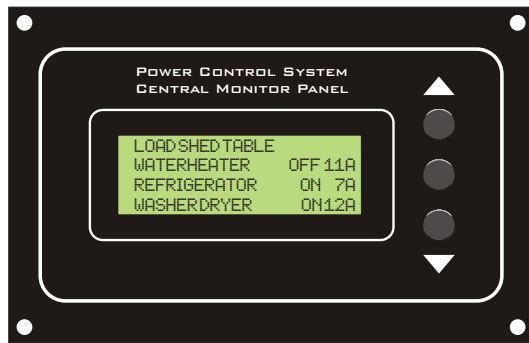 POWER CONTROL SYSTEM
CENTRAL MONITOR PANEL
LOADSHEDTABLE
WATERHEATER OFF 11A
REFRIGERATOR ON 7A
WASHERDRYER ON12A